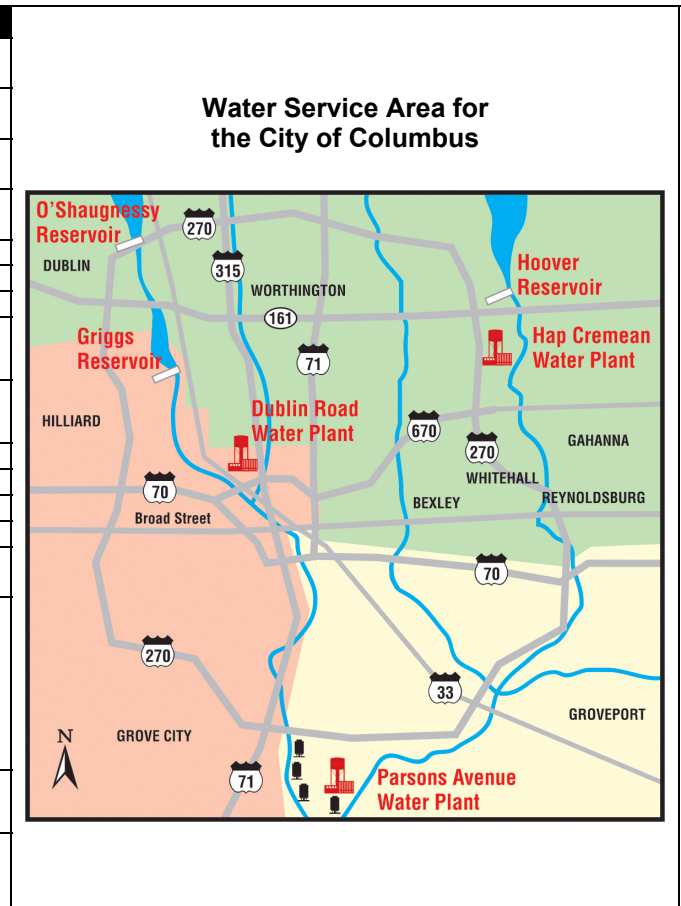 Water Service Area for
the City of Columbus
O'Shaugnessy
Reservoir
270
DUBLIN
315
Hoover
Reservoir
WORTHINGTON
161
Griggs
Reservoir
71
Hap Cremean
Water Plant
HILLIARD
Dublin Road
Water Plant
670
270
GAHANNA
WHITEHALL
70
BEXLEY
REYNOLDSBURG
Broad Street
70
270
33
GROVEPORT
N
GROVE CITY
71
Parsons Avenue
Water Plant